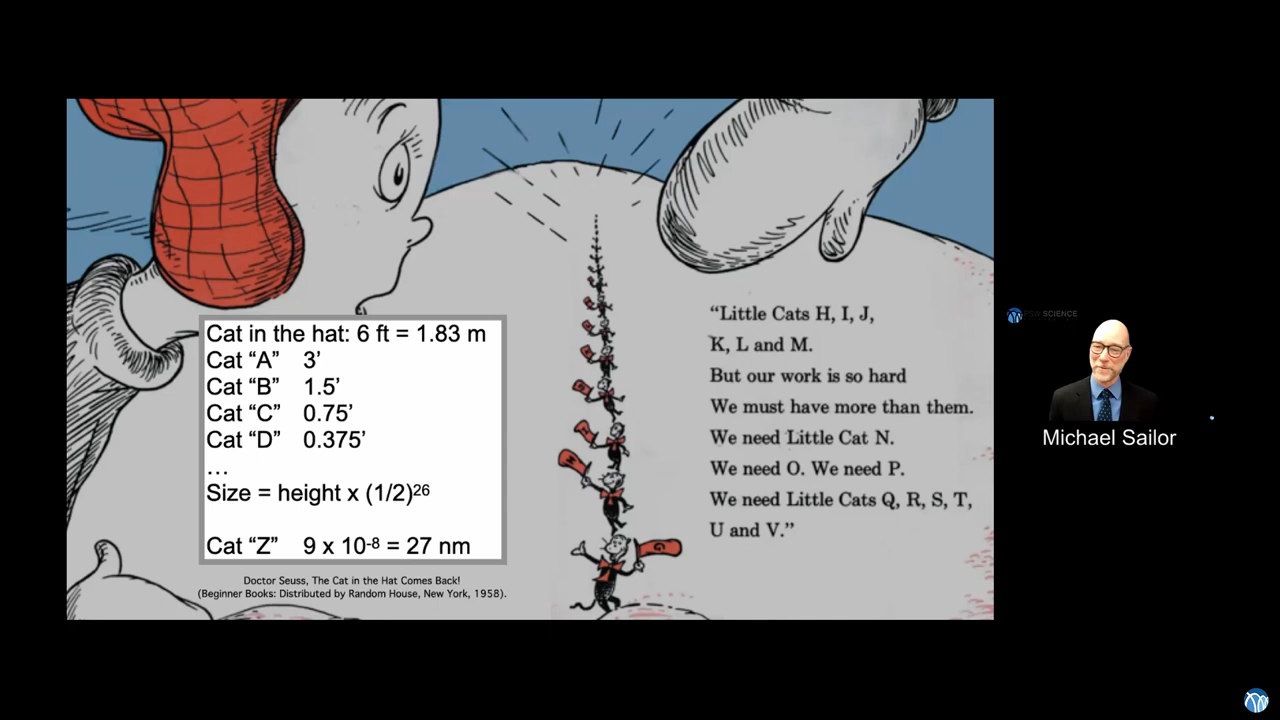 Cat in the hat: 6 ft = 1.83 m
Cat “A” 3’
Cat “B” 1.5’
Cat “C” 0.75’
Cat “D” 0.375’
…
Size = height x (1/2)26
Cat “Z” 9 x 10-8 = 27 nm
Doctor Seuss, The Cat in the Hat Comes Back!
(Beginner Books: Distributed by Random House, New York, 1958).
“Little Cats H, I, J,
K, L and M.
But our work is so hard
We must have more than them.
We need Little Cat N.
We need O. We need P.
We need Little Cats Q, R, S, T,
U and V.”
G
H
PSW SCIENCE
Michael Sailor